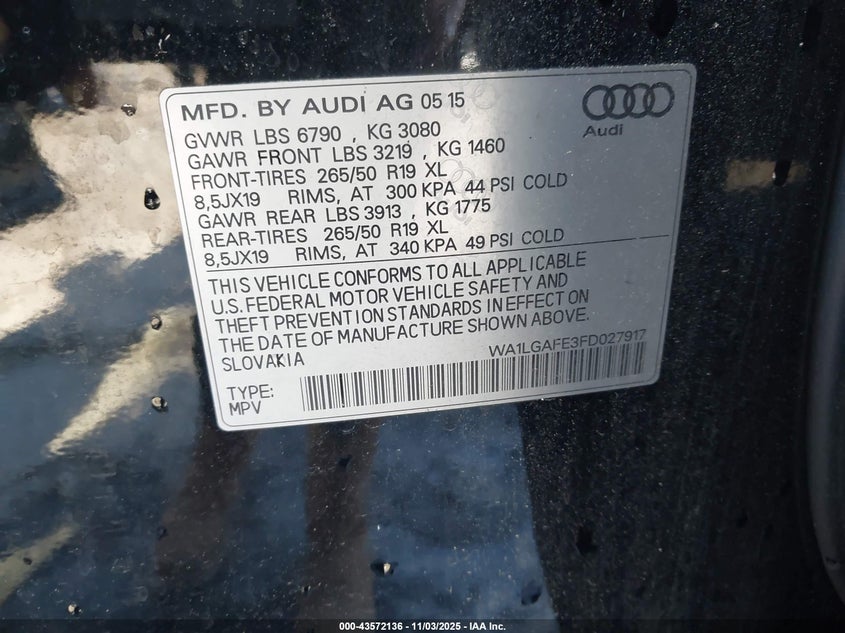 MFD. BY AUDI AG 05 15
Audi
GVWR LBS 6790 , KG 3080
GAWR FRONT LBS 3219 , KG 1460
FRONT-TIRES 265/50 R19 XL
8,5JX19 RIMS, AT 300 KPA 44 PSI COLD
GAWR REAR LBS 3913 , KG 1775
REAR-TIRES 265/50 R19 XL
8,5JX19 RIMS, AT 340 KPA 49 PSI COLD
THIS VEHICLE CONFORMS TO ALL APPLICABLE
U.S. FEDERAL MOTOR VEHICLE SAFETY AND
THEFT PREVENTION STANDARDS IN EFFECT ON
THE DATE OF MANUFACTURE SHOWN ABOVE.
SLOVAKIA
WA1LGAFE3FD027917
TYPE:
MPV
000-43572136 - 11/03/2025 - IAA Inc.